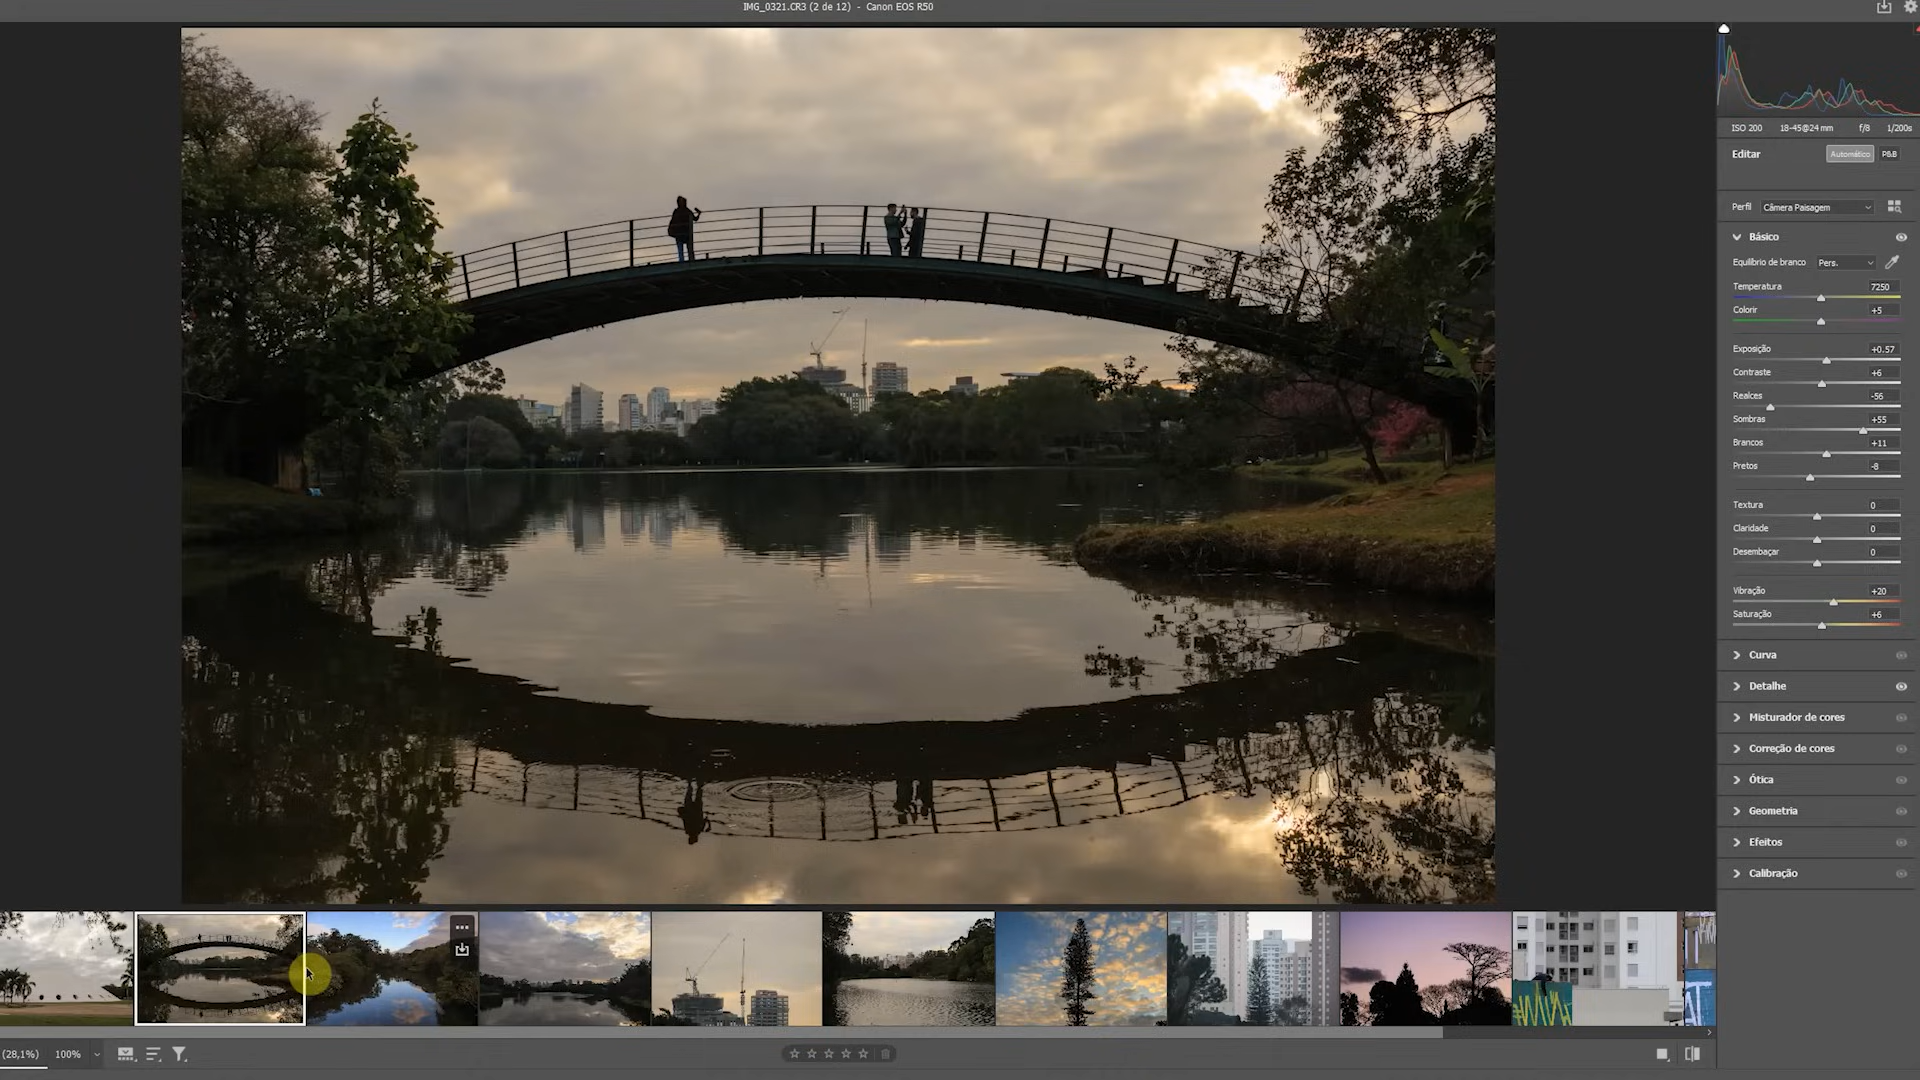 IMG_0321.CR3 (2 de 12) - Canon EOS R50
ISO 200 18-45@24 mm f/8 1/200s
Editar Automático P&B
Perfil Câmera Paisagem
Básico
Equilíbrio de branco Pers.
Temperatura 7250
Colorir +5
Exposição +0.57
Contraste +6
Realces -56
Sombras +55
Brancos +11
Pretos -8
Textura 0
Claridade 0
Desembaçar 0
Vibração +20
Saturação +6
Curva
Detalhe
Misturador de cores
Correção de cores
Ótica
Geometria
Efeitos
Calibração
(28,1%) 100%